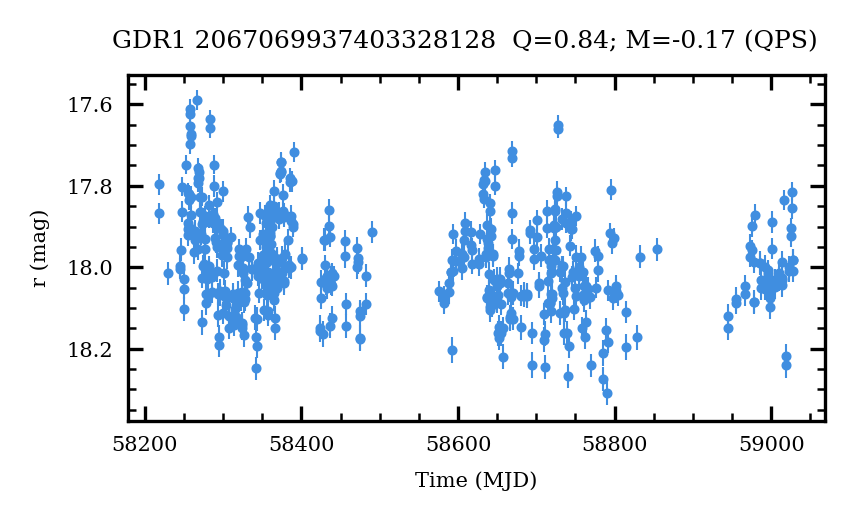 GDR1 2067069937403328128 Q=0.84; M=-0.17 (QPS)
17.6
17.8
18.0
18.2
r (mag)
58200 58400 58600 58800 59000
Time (MJD)